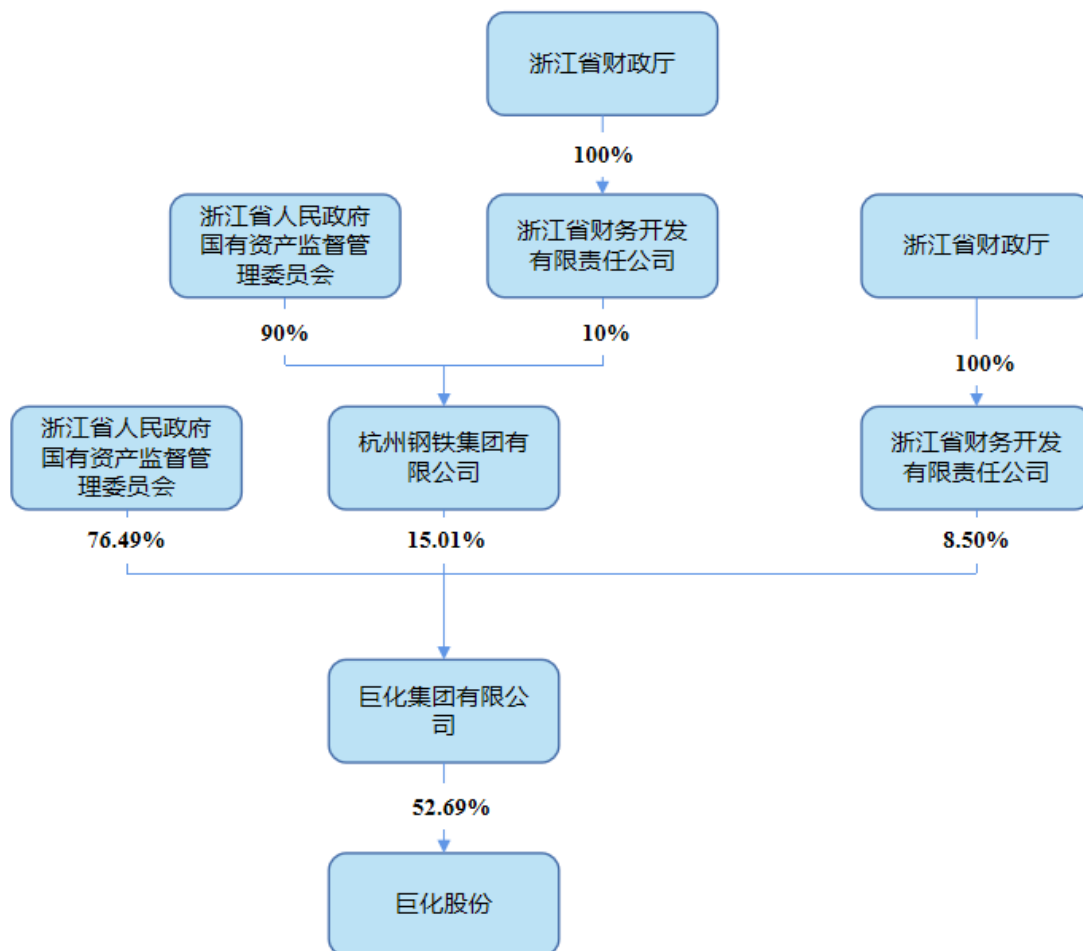 浙江省财政厅
100%
浙江省人民政府
国有资产监督管
理委员会
浙江省财务开发
有限责任公司
浙江省财政厅
90%
10%
100%
浙江省人民政府
国有资产监督管
理委员会
杭州钢铁集团有
限公司
浙江省财务开发
有限责任公司
76.49%
15.01%
8.50%
巨化集团有限公
司
52.69%
巨化股份